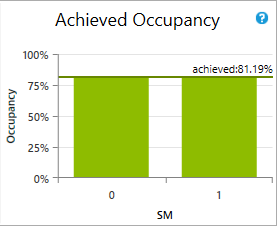 Achieved Occupancy
?
achieved:81.19%
100%
75%
50%
25%
0%
Occupancy
0 1
SM